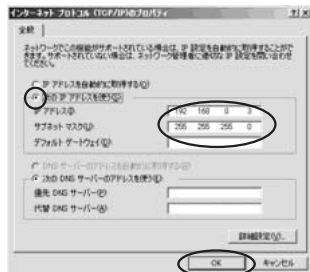 インターネット プロトコル (TCP/IP)のプロパティ
全般
ネットワークでこの機能がサポートされている場合は、IP 設定を自動的に取得することがで
きます。サポートされていない場合は、ネットワーク管理者に適切な IP 設定を問い合わせ
てください。
IP アドレスを自動的に取得する(O)
次の IP アドレスを使う(S):
IP アドレス(I):
192 168 0 3
サブネット マスク(U):
255 255 255 0
デフォルト ゲートウェイ(D):
DNS サーバーのアドレスを自動的に取得する(B)
次の DNS サーバーのアドレスを使う(E):
優先 DNS サーバー(P):
代替 DNS サーバー(A):
詳細設定(V)...
OK
キャンセル